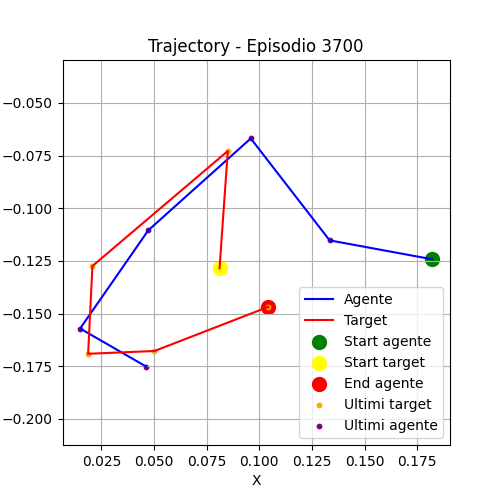 Trajectory - Episodio 3700
−0.050
−0.075
−0.100
−0.125
−0.150
−0.175
−0.200
Agente
Target
Start agente
Start target
End agente
Ultimi target
Ultimi agente
0.025 0.050 0.075 0.100 0.125 0.150 0.175
X